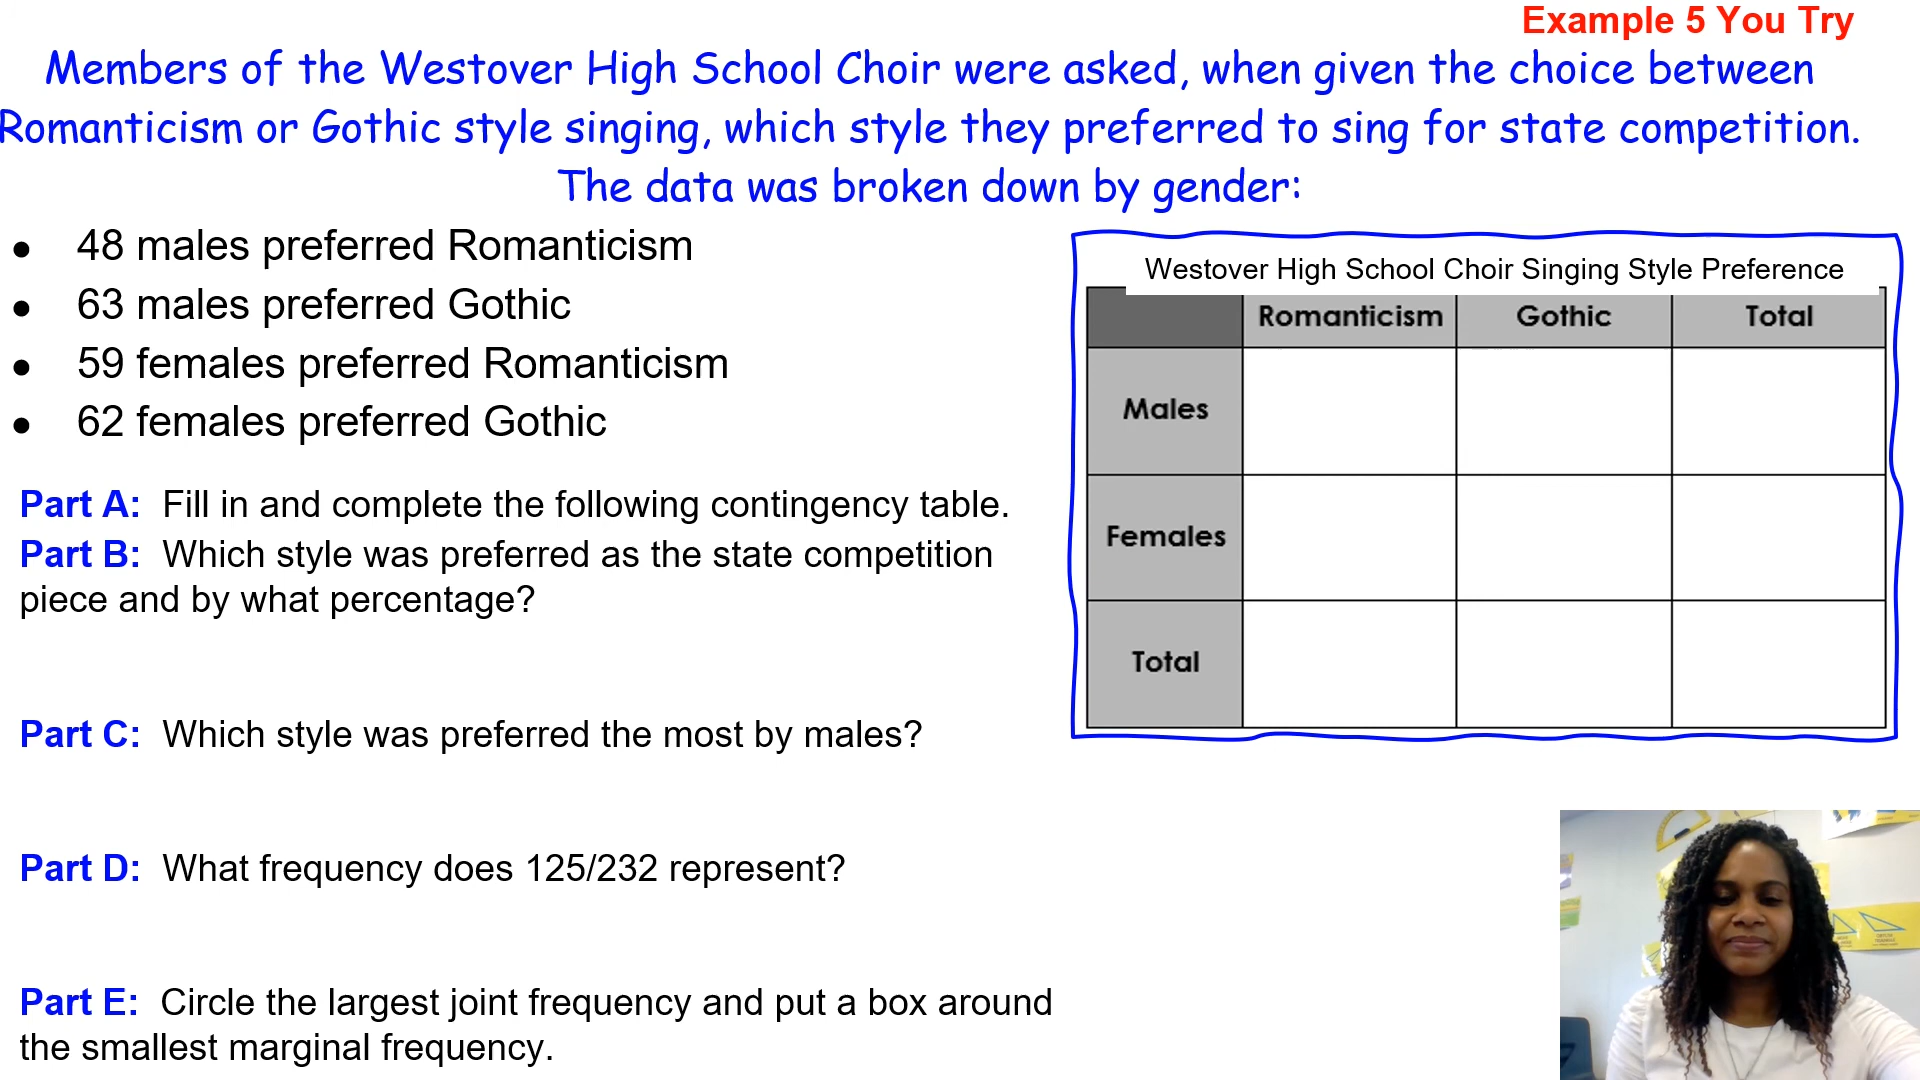 Example 5 You Try
Members of the Westover High School Choir were asked, when given the choice between
Romanticism or Gothic style singing, which style they preferred to sing for state competition.
The data was broken down by gender:
• 48 males preferred Romanticism
• 63 males preferred Gothic
• 59 females preferred Romanticism
• 62 females preferred Gothic
Part A: Fill in and complete the following contingency table.
Part B: Which style was preferred as the state competition
piece and by what percentage?
Part C: Which style was preferred the most by males?
Part D: What frequency does 125/232 represent?
Part E: Circle the largest joint frequency and put a box around
the smallest marginal frequency.
Westover High School Choir Singing Style Preference
Romanticism Gothic Total
Males
Females
Total